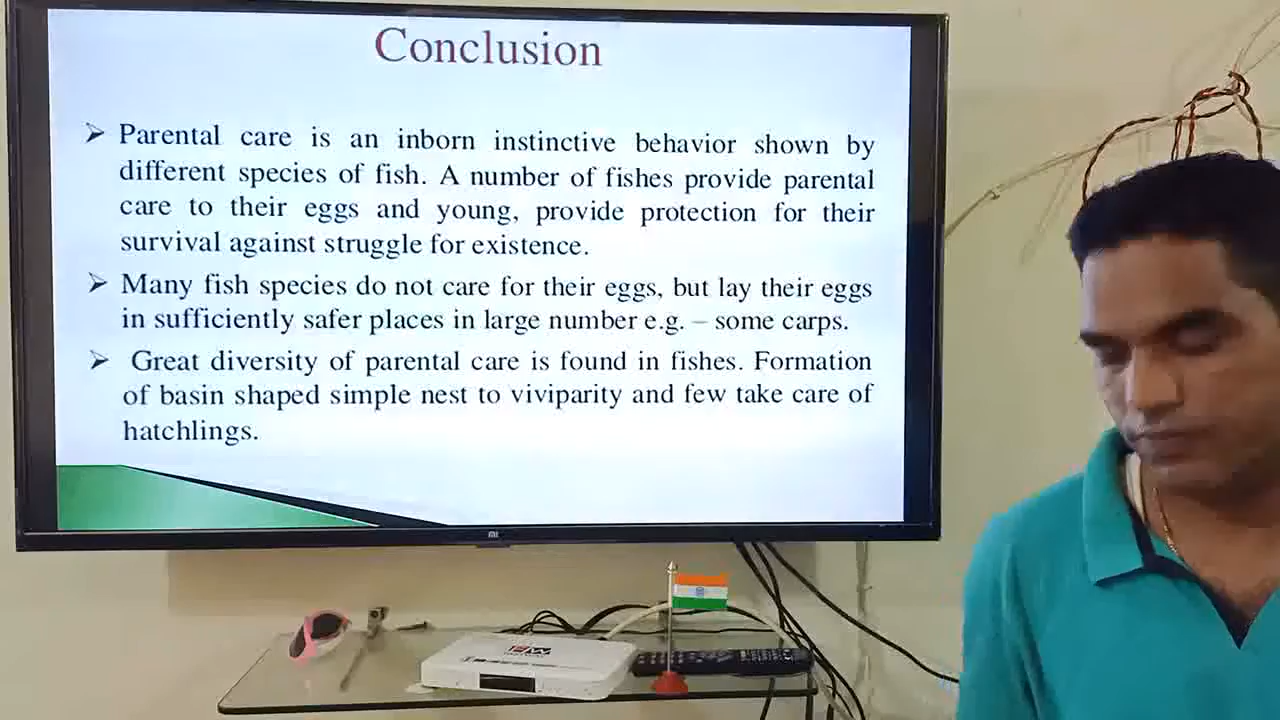 Conclusion
➢ Parental care is an inborn instinctive behavior shown by
different species of fish. A number of fishes provide parental
care to their eggs and young, provide protection for their
survival against struggle for existence.
➢ Many fish species do not care for their eggs, but lay their eggs
in sufficiently safer places in large number e.g. – some carps.
➢ Great diversity of parental care is found in fishes. Formation
of basin shaped simple nest to viviparity and few take care of
hatchlings.
mi